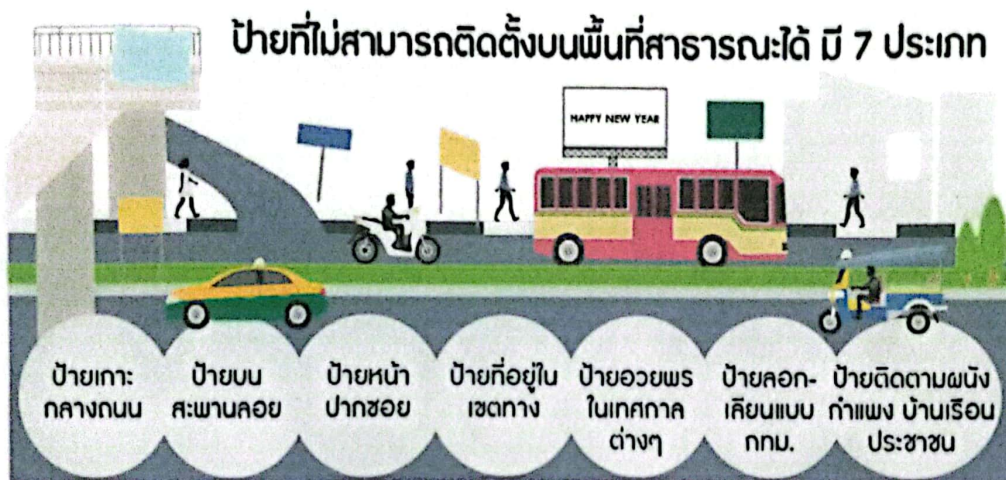 ป้ายที่ไม่สามารถติดตั้งบนพื้นที่สาธารณะได้ มี 7 ประเภท
HAPPY NEW YEAR
ป้ายเกาะ
กลางถนน
ป้ายบน
สะพานลอย
ป้ายหน้า
ปากซอย
ป้ายที่อยู่ใน
เขตทาง
ป้ายอวยพร
ในเทศกาล
ต่างๆ
ป้ายลอก-
เลียนแบบ
กทม.
ป้ายติดตามผนัง
กำแพง บ้านเรือน
ประชาชน